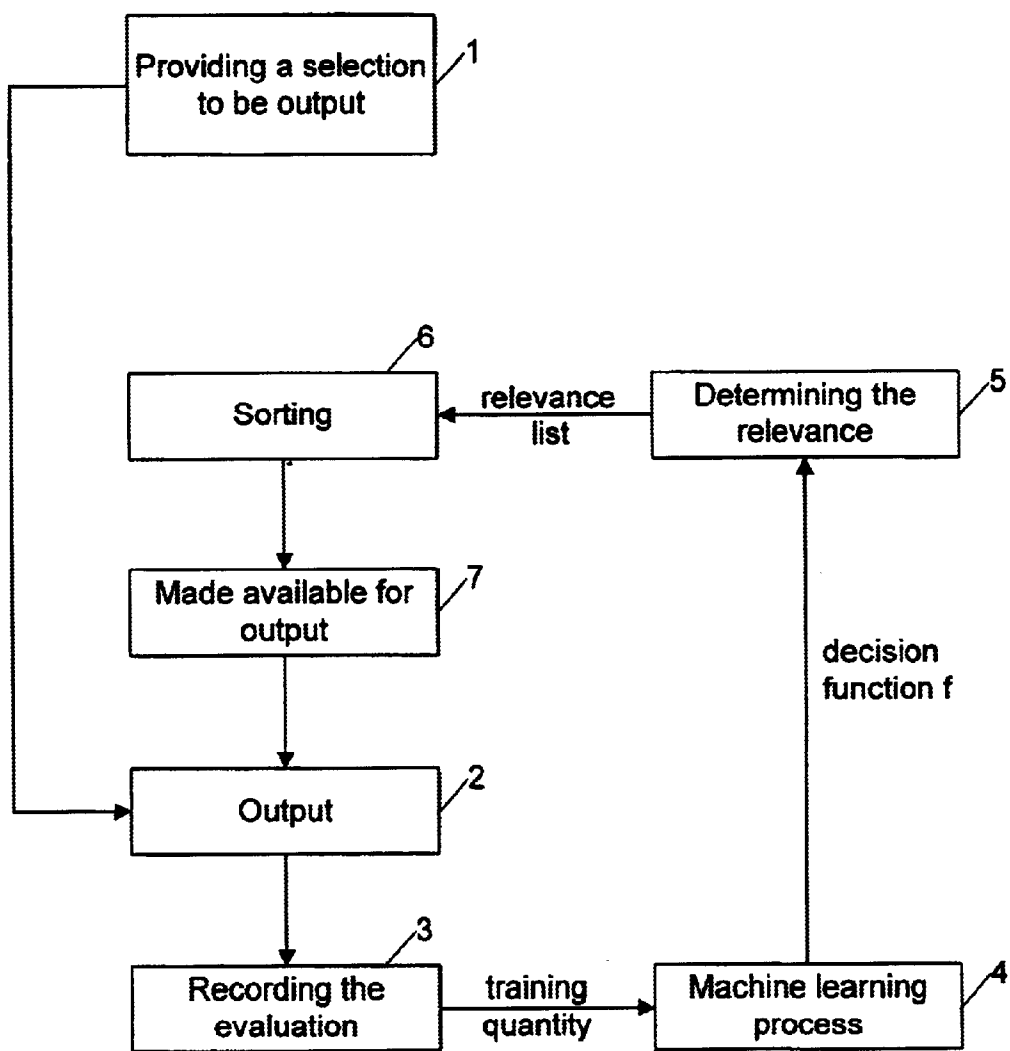 1
Providing a selection
to be output
6
Sorting
relevance
list
5
Determining the
relevance
7
Made available for
output
decision
function f
2
Output
3
Recording the
evaluation
training
quantity
4
Machine learning
process